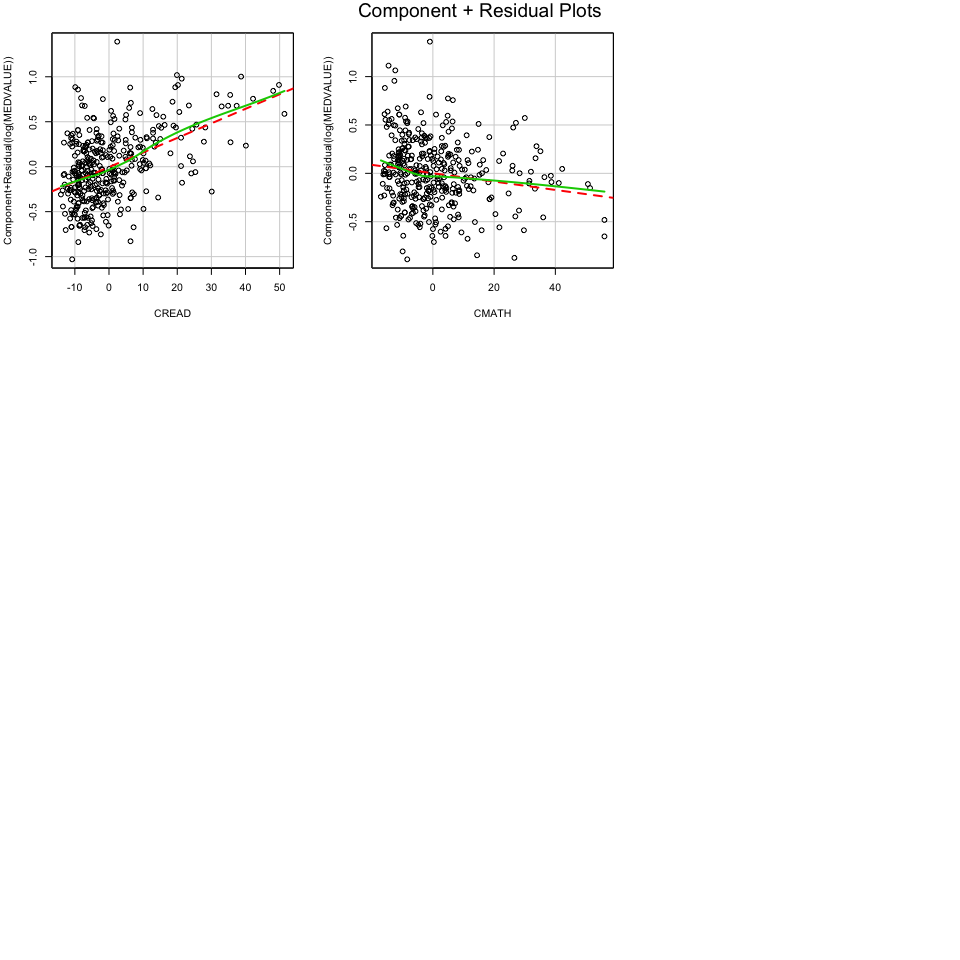 Component + Residual Plots
Component+Residual(log(MEDVALUE))
1.0
0.5
0.0
-0.5
-1.0
-10 0 10 20 30 40 50
CREAD
Component+Residual(log(MEDVALUE))
1.0
0.5
0.0
-0.5
0 20 40
CMATH